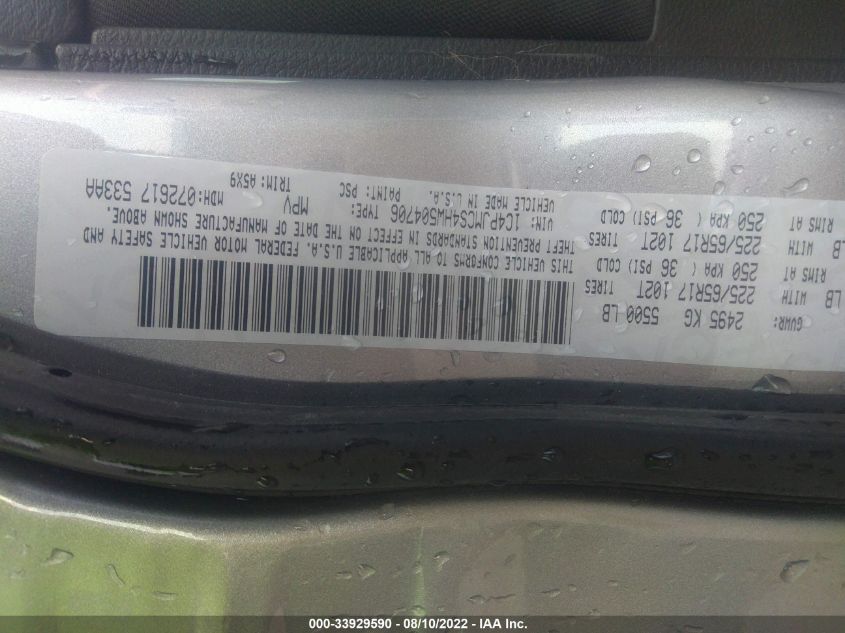 GVWR: 2495 KG 5500 LB
LB WITH 225/65R17 102T TIRES
RIMS AT 250 KPA ( 36 PSI) COLD
LB WITH 225/65R17 102T TIRES
RIMS AT 250 KPA ( 36 PSI) COLD
THIS VEHICLE CONFORMS TO ALL APPLICABLE U.S.A. FEDERAL MOTOR VEHICLE SAFETY AND
THEFT PREVENTION STANDARDS IN EFFECT ON THE DATE OF MANUFACTURE SHOWN ABOVE.
VIN: 1C4PJMCS4HW504706 TYPE: MPV MDH:072617 533AA
VEHICLE MADE IN U.S.A. PAINT: PSC TRIM: A5X9
000-33929590 - 08/10/2022 - IAA Inc.